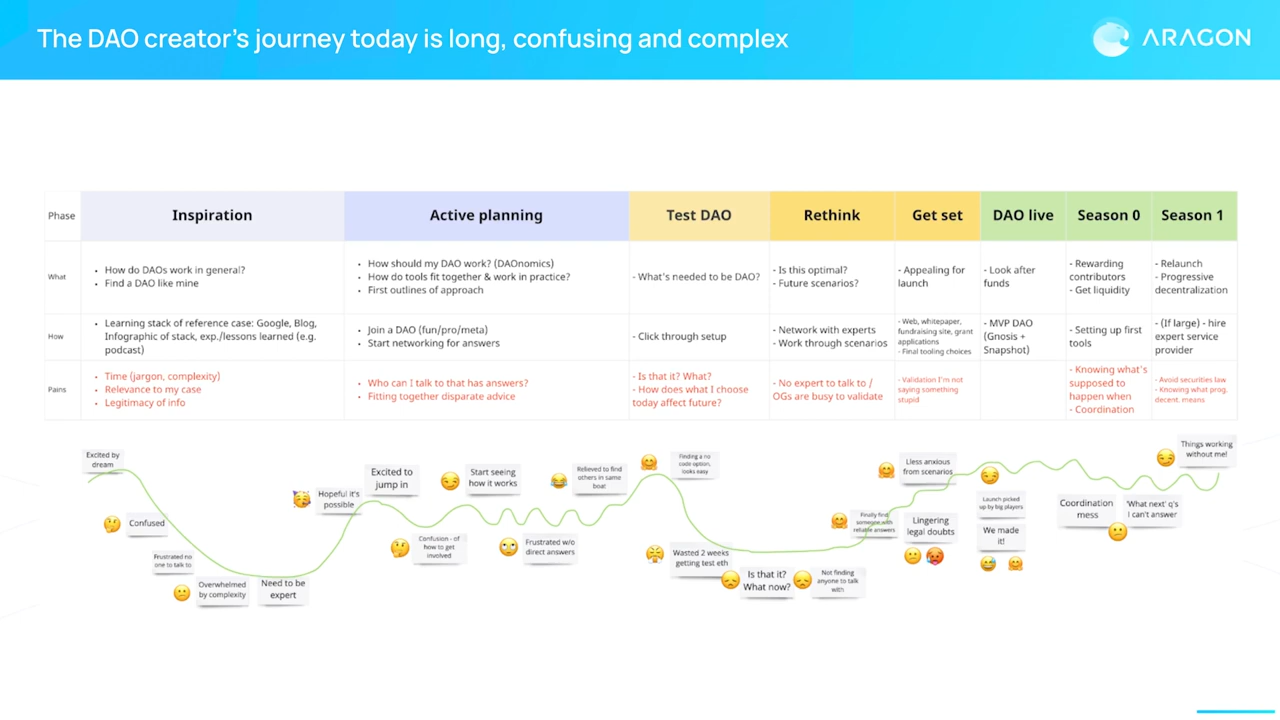 The DAO creator's journey today is long, confusing and complex
ARAGON
Phase
Inspiration
Active planning
Test DAO
Rethink
Get set
DAO live
Season 0
Season 1
What
• How do DAOs work in general?
• Find a DAO like mine
• How should my DAO work? (DAOnomics)
• How do tools fit together & work in practice?
• First outlines of approach
- What's needed to be DAO?
- Is this optimal?
- Future scenarios?
- Appealing for
launch
- Look after
funds
- Rewarding
contributors
- Get liquidity
- Relaunch
- Progressive
decentralization
How
• Learning stack of reference case: Google, Blog,
Infographic of stack, exp./lessons learned (e.g.
podcast)
• Join a DAO (fun/pro/meta)
• Start networking for answers
- Click through setup
- Network with experts
- Work through scenarios
- Web, whitepaper,
fundraising site, grant
applications
- Final tooling choices
- MVP DAO
(Gnosis +
Snapshot)
- Setting up first
tools
- (If large) - hire
expert service
provider
Pains
• Time (jargon, complexity)
• Relevance to my case
• Legitimacy of info
• Who can I talk to that has answers?
• Fitting together disparate advice
- Is that it? What?
- How does what I choose
today affect future?
- No expert to talk to /
OGs are busy to validate
- Validation I'm not
saying something
stupid
- Knowing what's
supposed to
happen when
- Coordination
- Avoid securities law
- Knowing what prog.
decent. means
Excited by
dream
Confused
Frustrated no
one to talk to
Overwhelmed
by complexity
Need to be
expert
Hopeful it's
possible
Excited to
jump in
Confusion - of
how to get
involved
Start seeing
how it works
Frustrated w/o
direct answers
Relieved to find
others in same
boat
Finding a no
code option,
looks easy
Wasted 2 weeks
getting test eth
Is that it?
What now?
Not finding
anyone to talk
with
Finally find
someone with
reliable answers
Lless anxious
from scenarios
Lingering
legal doubts
Launch picked
up by big players
We made
it!
Coordination
mess
'What next' q's
I can't answer
Things working
without me!